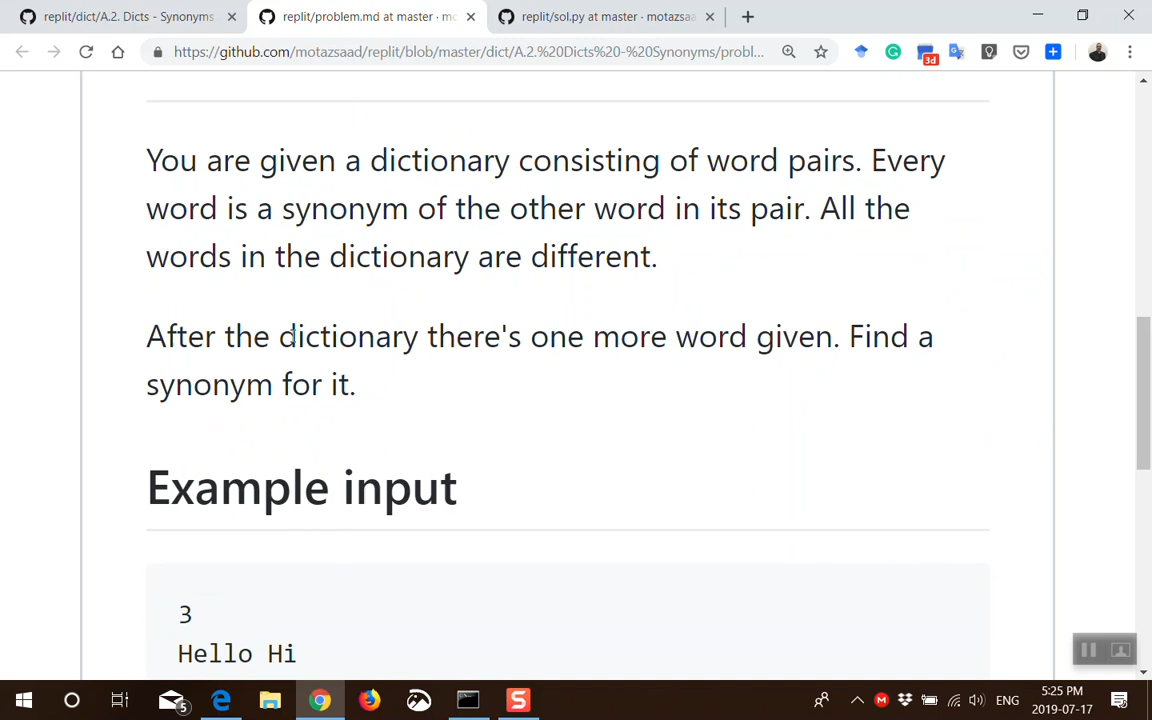 replit/dict/A.2. Dicts - Synonyms
replit/problem.md at master · mo
replit/sol.py at master · motazsaa
https://github.com/motazsaad/replit/blob/master/dict/A.2.%20Dicts%20-%20Synonyms/probl...
3d
You are given a dictionary consisting of word pairs. Every
word is a synonym of the other word in its pair. All the
words in the dictionary are different.
After the dictionary there's one more word given. Find a
synonym for it.
Example input
3
Hello Hi
5
ENG
5:25 PM
2019-07-17